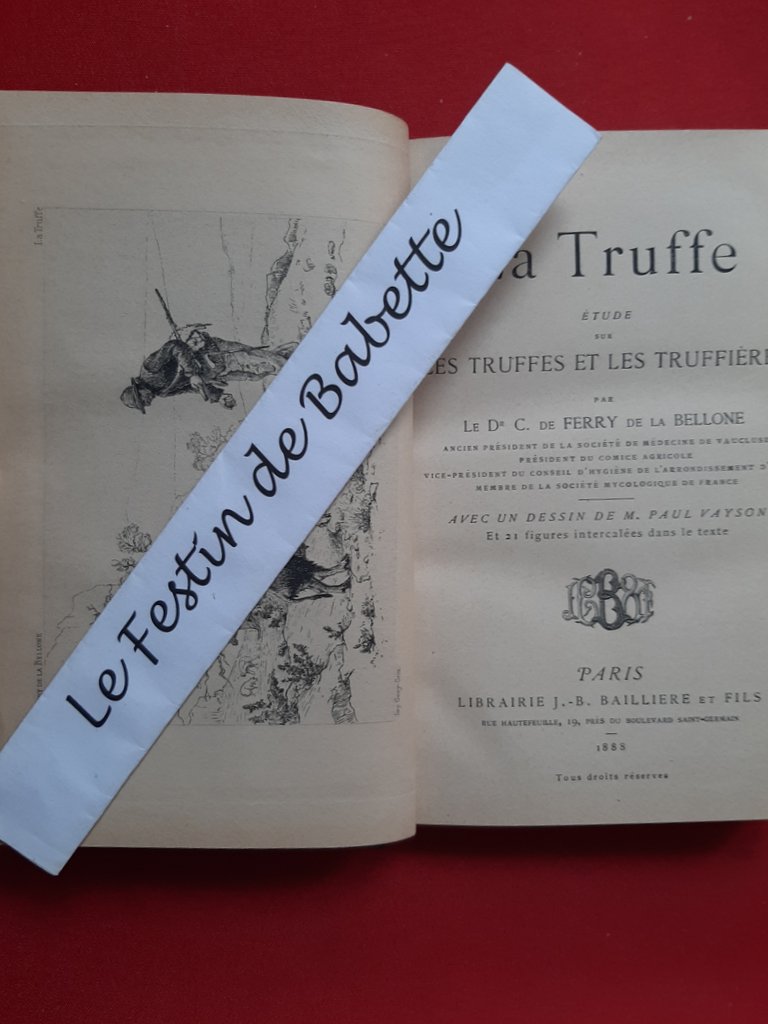 La Truffe
Le Festin de Babette
DE LA BELLONE
a Truffe
ÉTUDE
SUR
LES TRUFFES ET LES TRUFFIÈRE
PAR
LE DR C. DE FERRY DE LA BELLONE
ANCIEN PRÉSIDENT DE LA SOCIÉTÉ DE MÉDECINE DE VAUCLUSE
PRÉSIDENT DU COMICE AGRICOLE
VICE-PRÉSIDENT DU CONSEIL D'HYGIÈNE DE L'ARRONDISSEMENT D'
MEMBRE DE LA SOCIÉTÉ MYCOLOGIQUE DE FRANCE
AVEC UN DESSIN DE M. PAUL VAYSON
Et 21 figures intercalées dans le texte
PARIS
LIBRAIRIE J.-B. BAILLIERE ET FILS
RUE HAUTEFEUILLE, 19, PRÈS DU BOULEVARD SAINT-GERMAIN
1888
Tous droits réservés